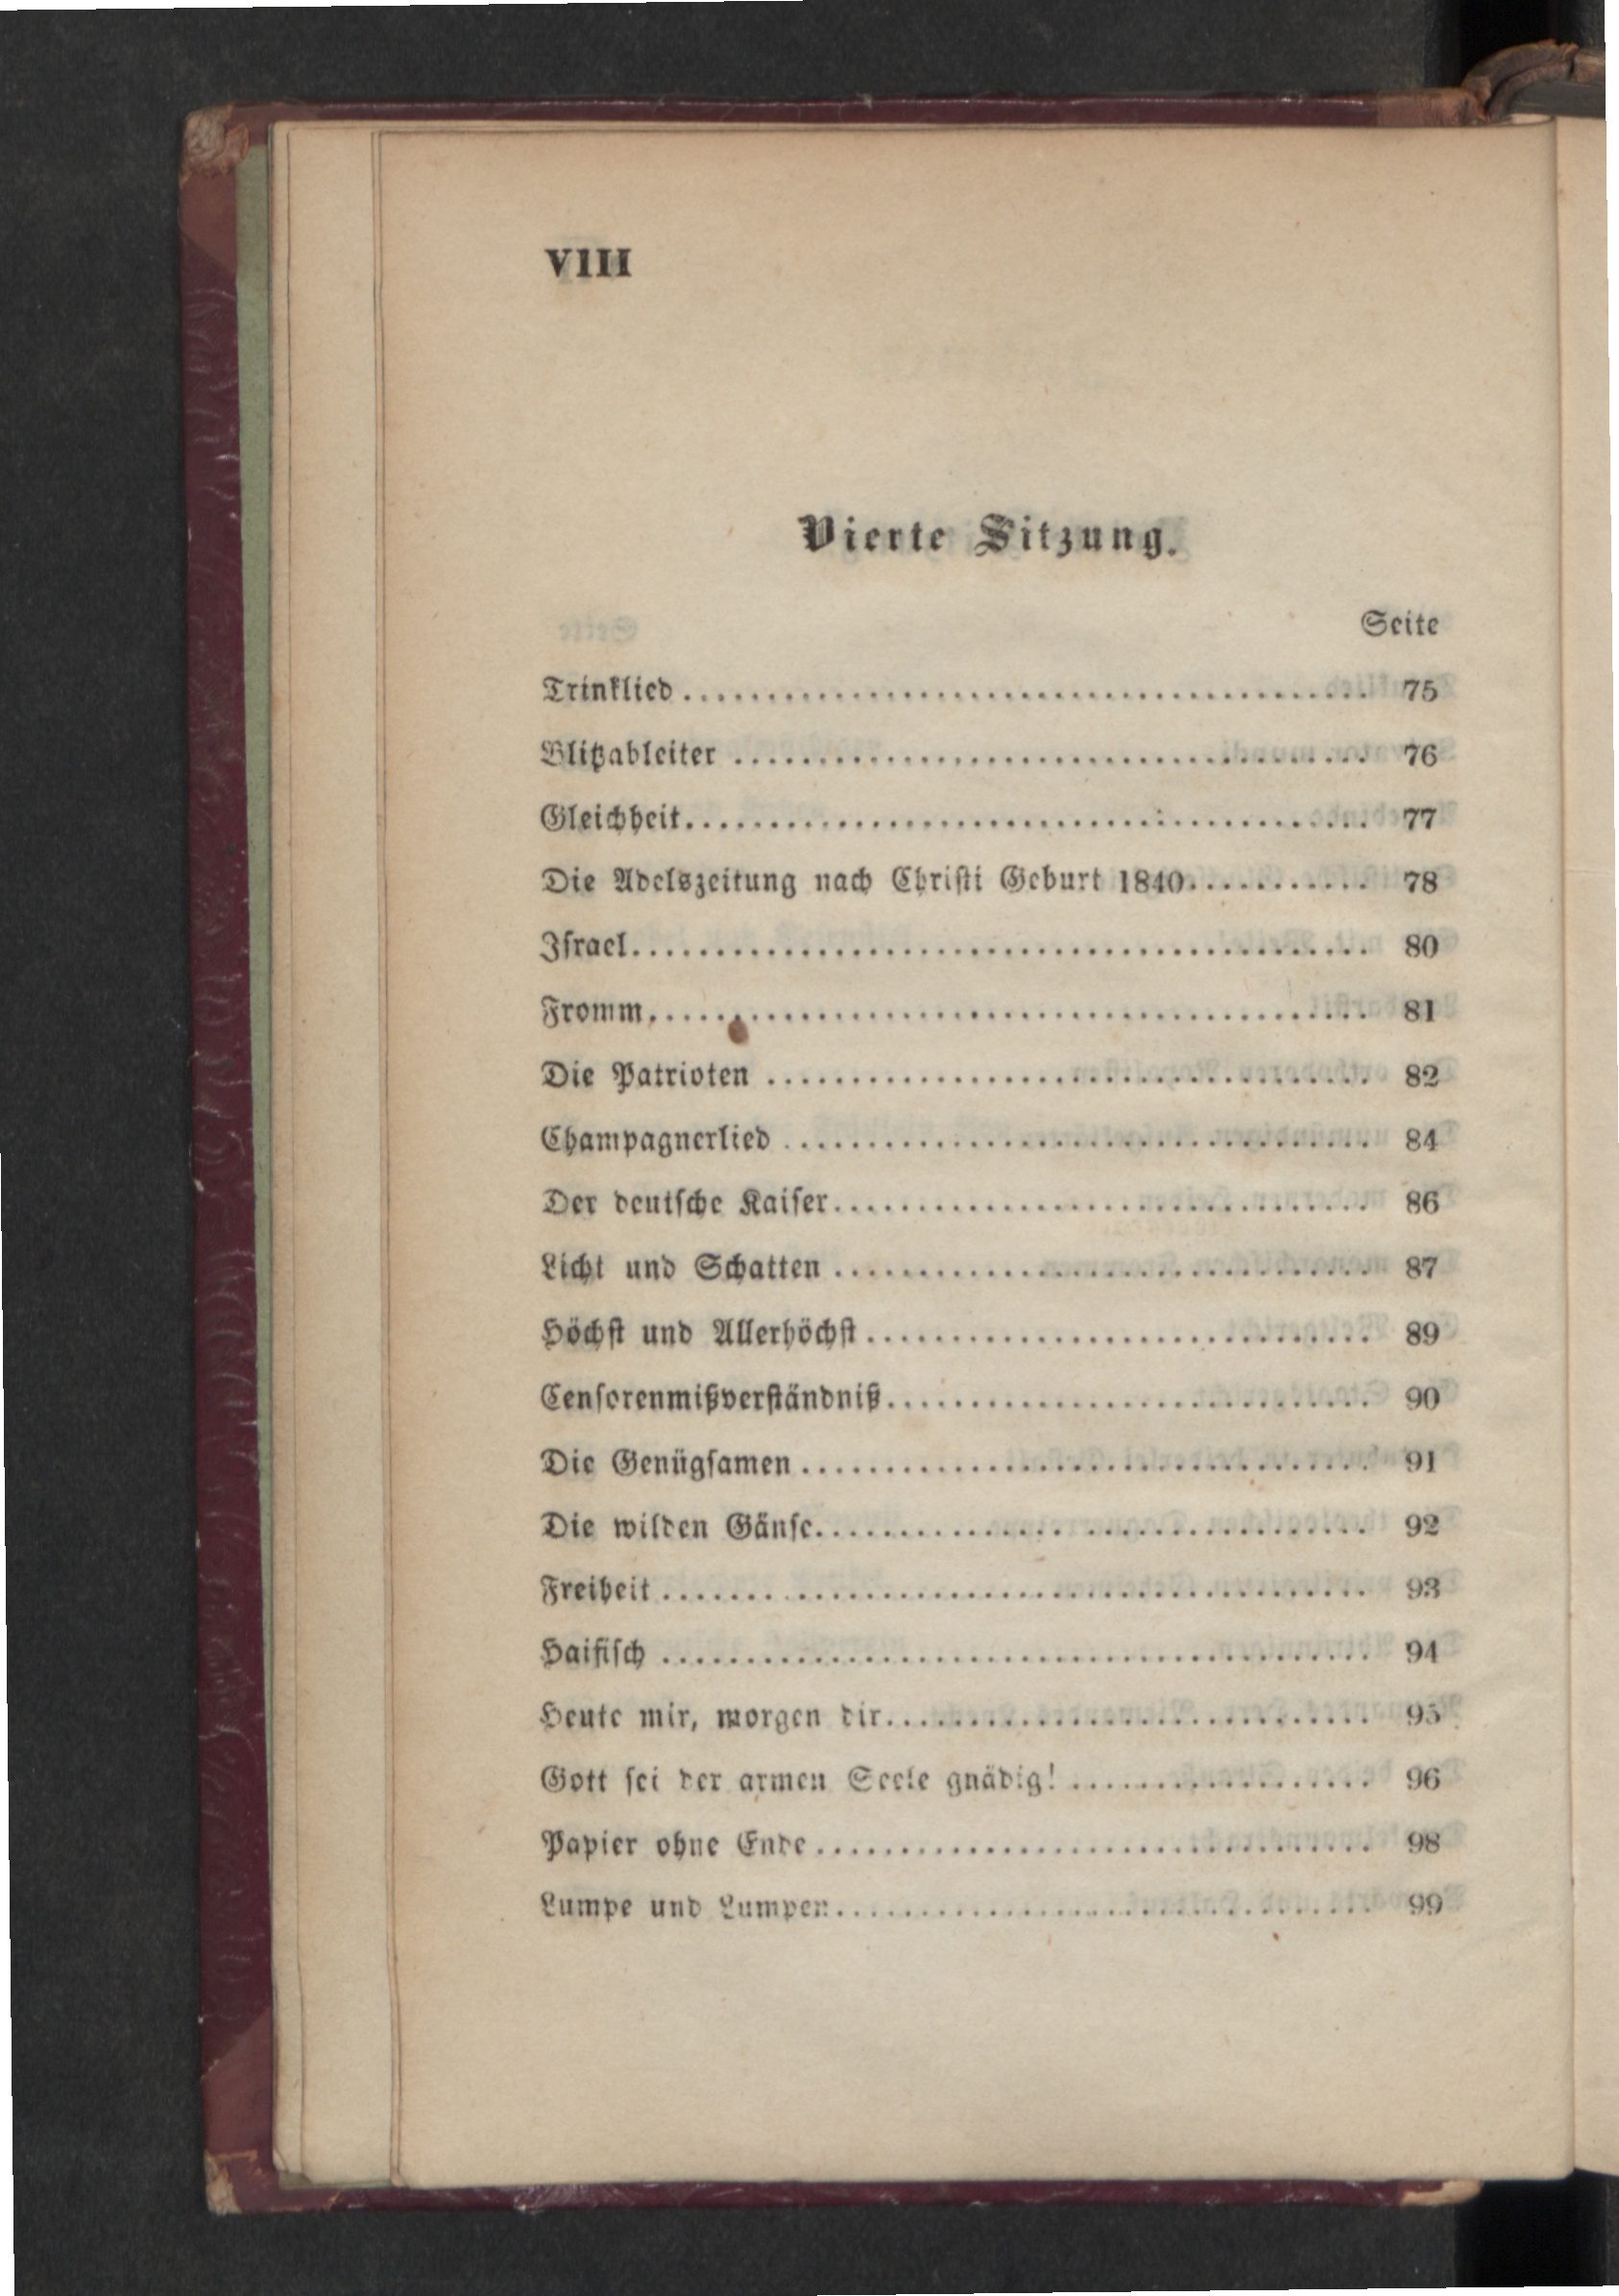 VIII
Vierte Sitzung.
Seite
Trinklied ........................................ 75
Blitzableiter ..................................... 76
Gleichheit........................................ 77
Die Adelszeitung nach Christi Geburt 1840........... 78
Iſrael............................................ 80
Fromm........................................... 81
Die Patrioten .................................... 82
Champagnerlied ................................... 84
Der deutſche Kaiſer................................ 86
Licht und Schatten ................................ 87
Höchſt und Allerhöchſt.............................. 89
Cenſorenmißverſtändniß............................. 90
Die Genügſamen.................................. 91
Die wilden Gänſe................................. 92
Freiheit .......................................... 93
Haifiſch .......................................... 94
Heute mir, morgen dir.............................. 95
Gott ſei der armen Seele gnädig! .................. 96
Papier ohne Ende................................. 98
Lumpe und Lumpen................................ 99